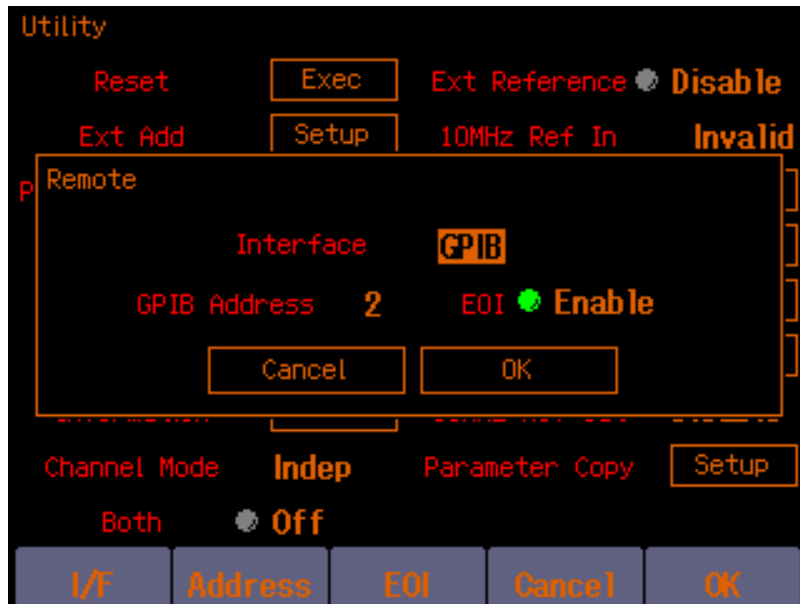 Utility
Reset Exec Ext Reference Disable
Ext Add Setup 10MHz Ref In Invalid
P
Remote
Interface GPIB
GPIB Address 2 EOI Enable
Cancel OK
Channel Mode Indep Parameter Copy Setup
Both Off
I/F Address EOI Cancel OK